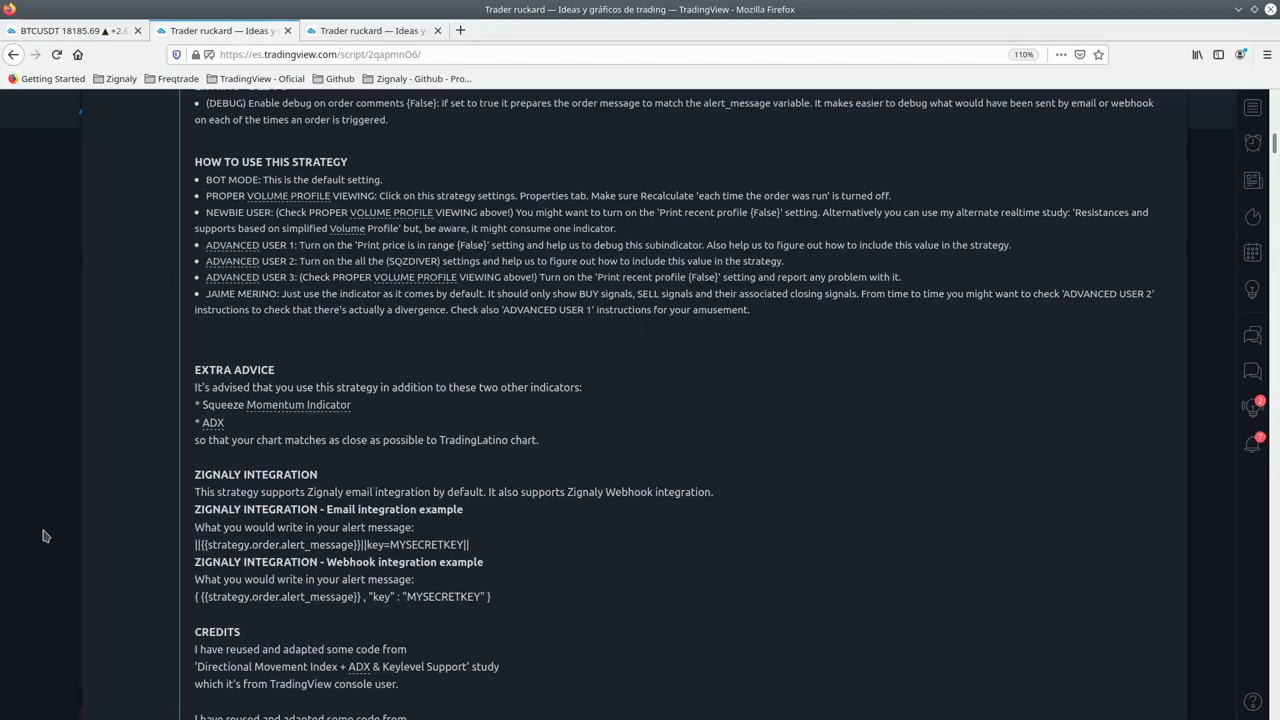 Trader ruckard — Ideas y gráficos de trading — TradingView - Mozilla Firefox
BTCUSDT 18185.69 ▲ +2.6
Trader ruckard — Ideas y
Trader ruckard — Ideas y
https://es.tradingview.com/script/2qapmnO6/
110%
Getting Started
Zignaly
Freqtrade
TradingView - Oficial
Github
Zignaly - Github - Pro...
• (DEBUG) Enable debug on order comments {False}: If set to true it prepares the order message to match the alert_message variable. It makes easier to debug what would have been sent by email or webhook
on each of the times an order is triggered.
HOW TO USE THIS STRATEGY
• BOT MODE: This is the default setting.
• PROPER VOLUME PROFILE VIEWING: Click on this strategy settings. Properties tab. Make sure Recalculate 'each time the order was run' is turned off.
• NEWBIE USER: (Check PROPER VOLUME PROFILE VIEWING above!) You might want to turn on the 'Print recent profile {False}' setting. Alternatively you can use my alternate realtime study: 'Resistances and
supports based on simplified Volume Profile' but, be aware, it might consume one indicator.
• ADVANCED USER 1: Turn on the 'Print price is in range {False}' setting and help us to debug this subindicator. Also help us to figure out how to include this value in the strategy.
• ADVANCED USER 2: Turn on the all the (SQZDIVER) settings and help us to figure out how to include this value in the strategy.
• ADVANCED USER 3: (Check PROPER VOLUME PROFILE VIEWING above!) Turn on the 'Print recent profile {False}' setting and report any problem with it.
• JAIME MERINO: Just use the indicator as it comes by default. It should only show BUY signals, SELL signals and their associated closing signals. From time to time you might want to check 'ADVANCED USER 2'
instructions to check that there's actually a divergence. Check also 'ADVANCED USER 1' instructions for your amusement.
EXTRA ADVICE
It's advised that you use this strategy in addition to these two other indicators:
* Squeeze Momentum Indicator
* ADX
so that your chart matches as close as possible to TradingLatino chart.
ZIGNALY INTEGRATION
This strategy supports Zignaly email integration by default. It also supports Zignaly Webhook integration.
ZIGNALY INTEGRATION - Email integration example
What you would write in your alert message:
||{{strategy.order.alert_message}}||key=MYSECRETKEY||
ZIGNALY INTEGRATION - Webhook integration example
What you would write in your alert message:
{ {{strategy.order.alert_message}} , "key" : "MYSECRETKEY" }
CREDITS
I have reused and adapted some code from
'Directional Movement Index + ADX & Keylevel Support' study
which it's from TradingView console user.
I have reused and adapted some code from
2
7